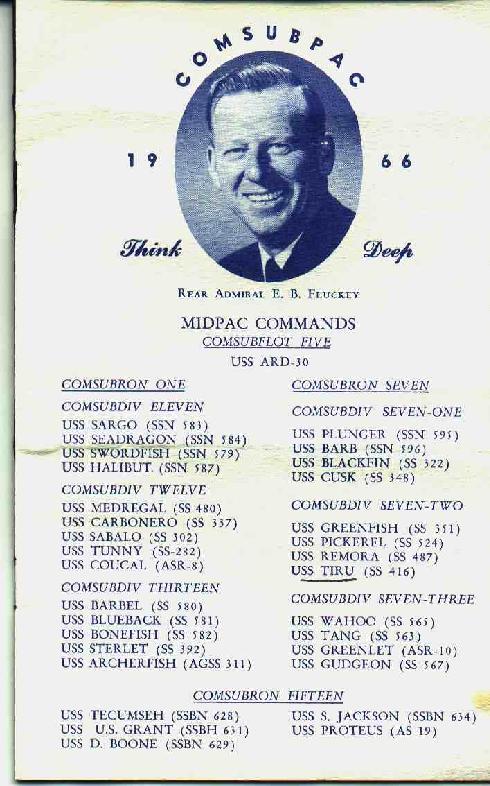 COMSUBPAC
1966
Think Deep
REAR ADMIRAL E. B. FLUCKEY
MIDPAC COMMANDS
COMSUBFLOT FIVE
USS ARD-30
COMSUBRON ONE
COMSUBDIV ELEVEN
USS SARGO (SSN 583)
USS SEADRAGON (SSN 584)
USS SWORDFISH (SSN 579)
USS HALIBUT (SSN 587)
COMSUBDIV TWELVE
USS MEDREGAL (SS 480)
USS CARBONERO (SS 337)
USS SABALO (SS 302)
USS TUNNY (SS-282)
USS COUCAL (ASR-8)
COMSUBDIV THIRTEEN
USS BARBEL (SS 580)
USS BLUEBACK (SS 581)
USS BONEFISH (SS 582)
USS STERLET (SS 392)
USS ARCHERFISH (AGSS 311)
COMSUBRON SEVEN
COMSUBDIV SEVEN-ONE
USS PLUNGER (SSN 595)
USS BARB (SSN 596)
USS BLACKFIN (SS 322)
USS CUSK (SS 348)
COMSUBDIV SEVEN-TWO
USS GREENFISH (SS 351)
USS PICKEREL (SS 524)
USS REMORA (SS 487)
USS TIRU (SS 416)
COMSUBDIV SEVEN-THREE
USS WAHOO (SS 565)
USS TANG (SS 563)
USS GREENLET (ASR-10)
USS GUDGEON (SS 567)
COMSUBRON FIFTEEN
USS TECUMSEH (SSBN 628)
USS U.S. GRANT (SSBH 631)
USS D. BOONE (SSBN 629)
USS S. JACKSON (SSBN 634)
USS PROTEUS (AS 19)